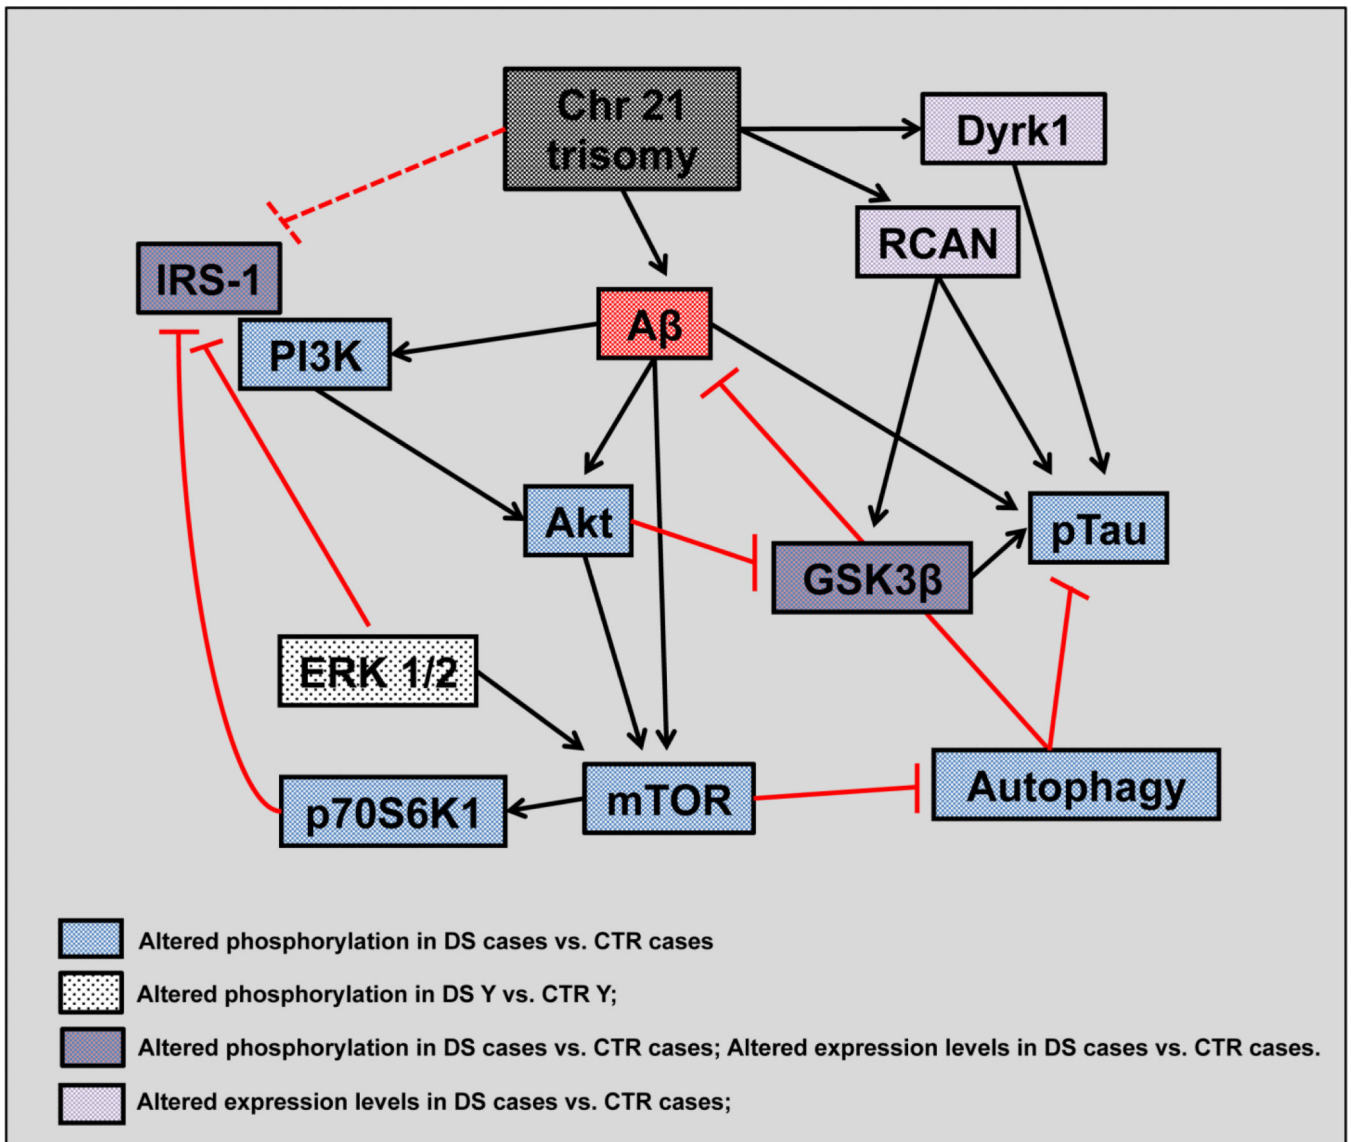 Chr 21
trisomy
Dyrk1
RCAN
IRS-1
PI3K
Aβ
Akt
pTau
GSK3β
ERK 1/2
p70S6K1
mTOR
Autophagy
Altered phosphorylation in DS cases vs. CTR cases
Altered phosphorylation in DS Y vs. CTR Y;
Altered phosphorylation in DS cases vs. CTR cases; Altered expression levels in DS cases vs. CTR cases.
Altered expression levels in DS cases vs. CTR cases;